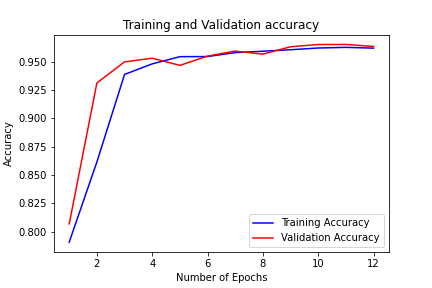 Training and Validation accuracy
Accuracy
0.950
0.925
0.900
0.875
0.850
0.825
0.800
Training Accuracy
Validation Accuracy
2 4 6 8 10 12
Number of Epochs